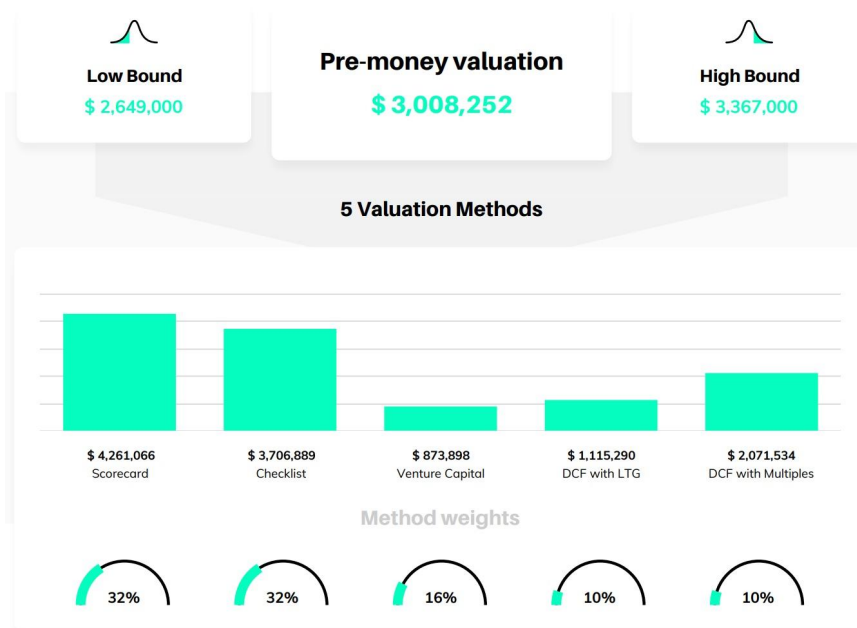 Low Bound
$ 2,649,000
Pre-money valuation
$ 3,008,252
High Bound
$ 3,367,000
5 Valuation Methods
$ 4,261,066
Scorecard
$ 3,706,889
Checklist
$ 873,898
Venture Capital
$ 1,115,290
DCF with LTG
$ 2,071,534
DCF with Multiples
Method weights
32%
32%
16%
10%
10%